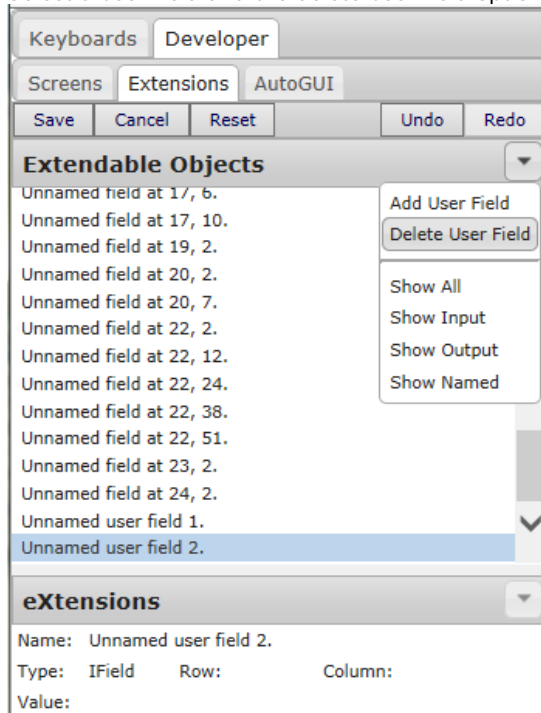 Keyboards Developer
Screens Extensions AutoGUI
Save Cancel Reset Undo Redo
Extendable Objects
Unnamed field at 17, 6.
Unnamed field at 17, 10.
Unnamed field at 19, 2.
Unnamed field at 20, 2.
Unnamed field at 20, 7.
Unnamed field at 22, 2.
Unnamed field at 22, 12.
Unnamed field at 22, 24.
Unnamed field at 22, 38.
Unnamed field at 22, 51.
Unnamed field at 23, 2.
Unnamed field at 24, 2.
Unnamed user field 1.
Unnamed user field 2.
Add User Field
Delete User Field
Show All
Show Input
Show Output
Show Named
eXtensions
Name: Unnamed user field 2.
Type: IField Row: Column:
Value: